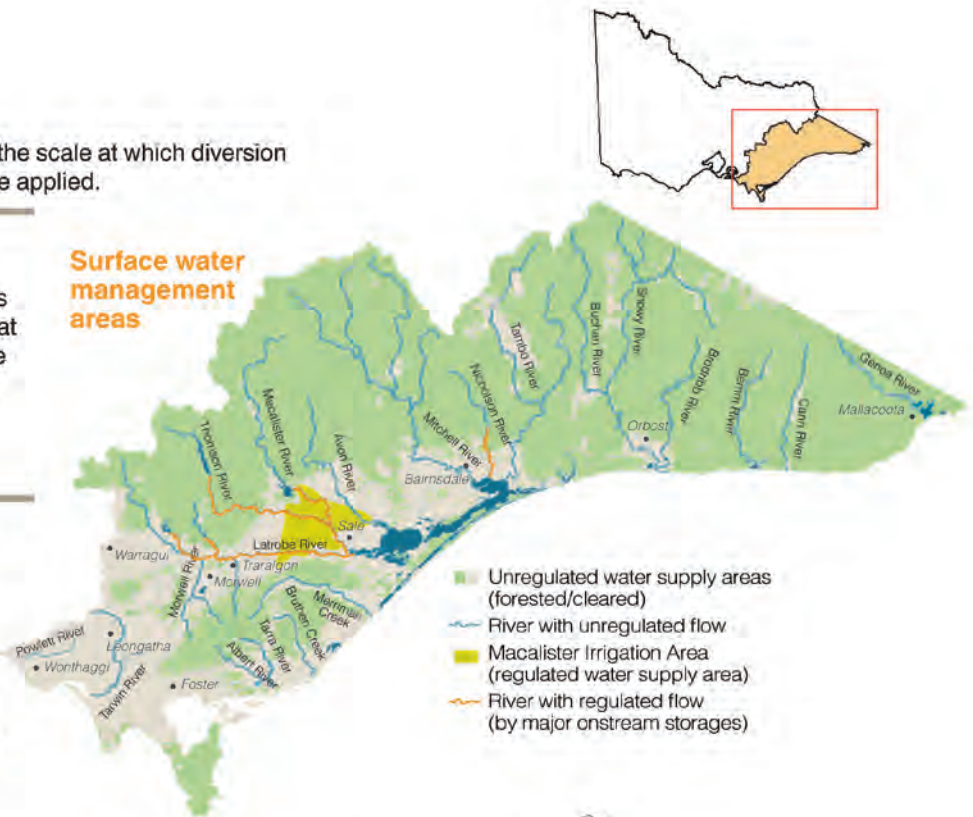 the scale at which diversion
e applied.
s
at
e
Surface water
management
areas
Thomson River
Macalister River
Avon River
Mitchell River
Nicolson River
Tambo River
Buchan River
Snowy River
Brodribb River
Bemm River
Cann River
Genoa River
Mallacoota
Orbost
Bairnsdale
Sale
Latrobe River
Warragul
Morwell River
Traralgon
Morwell
Merriman
Creek
Bruthen Creek
Tarra River
Albert River
Powlett River
Leongatha
Wonthaggi
Tarwin River
Foster
Unregulated water supply areas
(forested/cleared)
River with unregulated flow
Macalister Irrigation Area
(regulated water supply area)
River with regulated flow
(by major onstream storages)